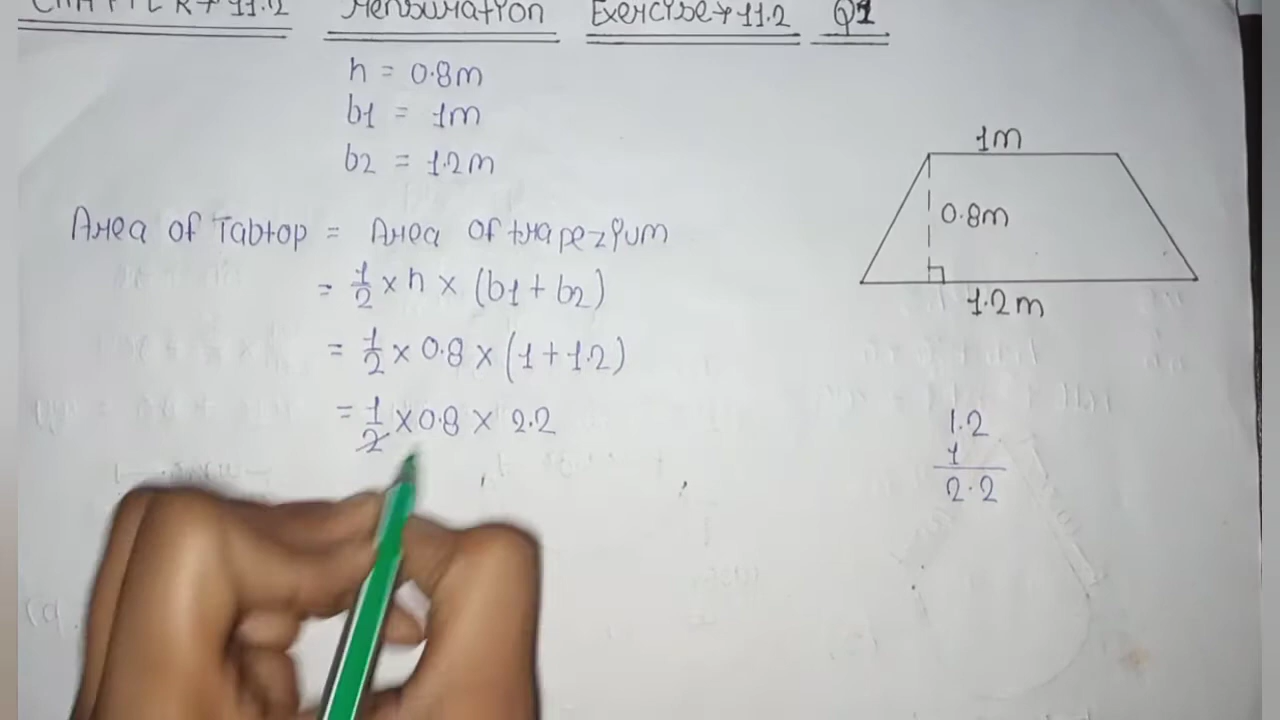 Mensuration Exercise → 11.2 Q1
h = 0.8m
b1 = 1m
b2 = 1.2m
Area of Tabtop = Area of trapezium
= 1/2 × h × (b1 + b2)
= 1/2 × 0.8 × (1 + 1.2)
= 1/2 × 0.8 × 2.2
1m
0.8m
1.2m
1.2
1
2.2